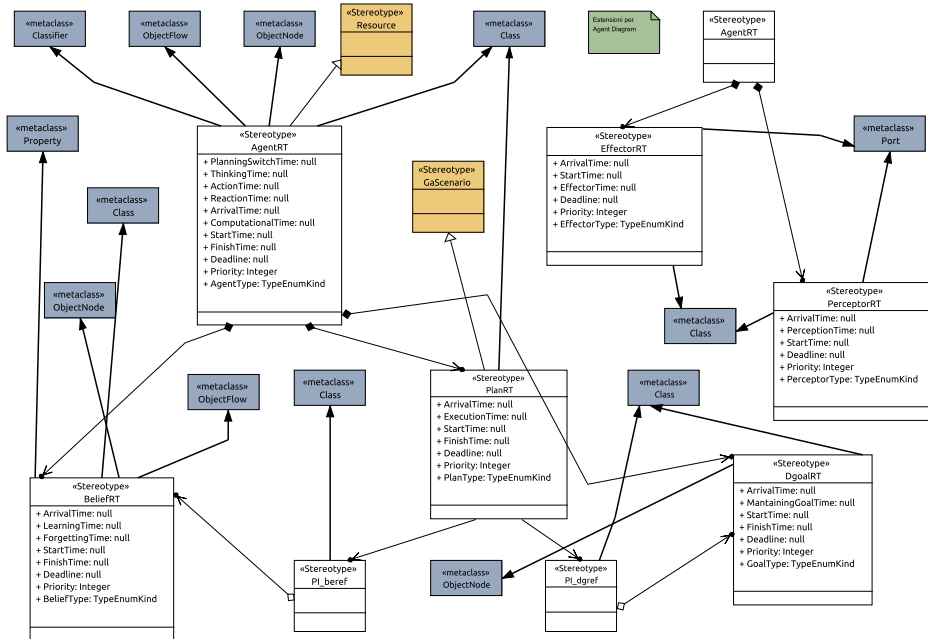 «metaclass»
Classifier
«metaclass»
ObjectFlow
«metaclass»
ObjectNode
«Stereotype»
Resource
«metaclass»
Class
Estensioni per
Agent Diagram
«Stereotype»
AgentRT
«metaclass»
Property
«Stereotype»
AgentRT
+ PlanningSwitchTime: null
+ ThinkingTime: null
+ ActionTime: null
+ ReactionTime: null
+ ArrivalTime: null
+ ComputationalTime: null
+ StartTime: null
+ FinishTime: null
+ Deadline: null
+ Priority: Integer
+ AgentType: TypeEnumKind
«Stereotype»
GaScenario
«Stereotype»
EffectorRT
+ ArrivalTime: null
+ StartTime: null
+ EffectorTime: null
+ Deadline: null
+ Priority: Integer
+ EffectorType: TypeEnumKind
«metaclass»
Port
«metaclass»
Class
«metaclass»
ObjectNode
«metaclass»
Class
«Stereotype»
PerceptorRT
+ ArrivalTime: null
+ PerceptionTime: null
+ StartTime: null
+ Deadline: null
+ Priority: Integer
+ PerceptorType: TypeEnumKind
«metaclass»
ObjectFlow
«metaclass»
Class
«Stereotype»
PlanRT
+ ArrivalTime: null
+ ExecutionTime: null
+ StartTime: null
+ FinishTime: null
+ Deadline: null
+ Priority: Integer
+ PlanType: TypeEnumKind
«metaclass»
Class
«Stereotype»
BeliefRT
+ ArrivalTime: null
+ LearningTime: null
+ ForgettingTime: null
+ StartTime: null
+ FinishTime: null
+ Deadline: null
+ Priority: Integer
+ BeliefType: TypeEnumKind
«Stereotype»
DgoalRT
+ ArrivalTime: null
+ MantainingGoalTime: null
+ StartTime: null
+ FinishTime: null
+ Deadline: null
+ Priority: Integer
+ GoalType: TypeEnumKind
«Stereotype»
PI_beref
«metaclass»
ObjectNode
«Stereotype»
PI_dgref